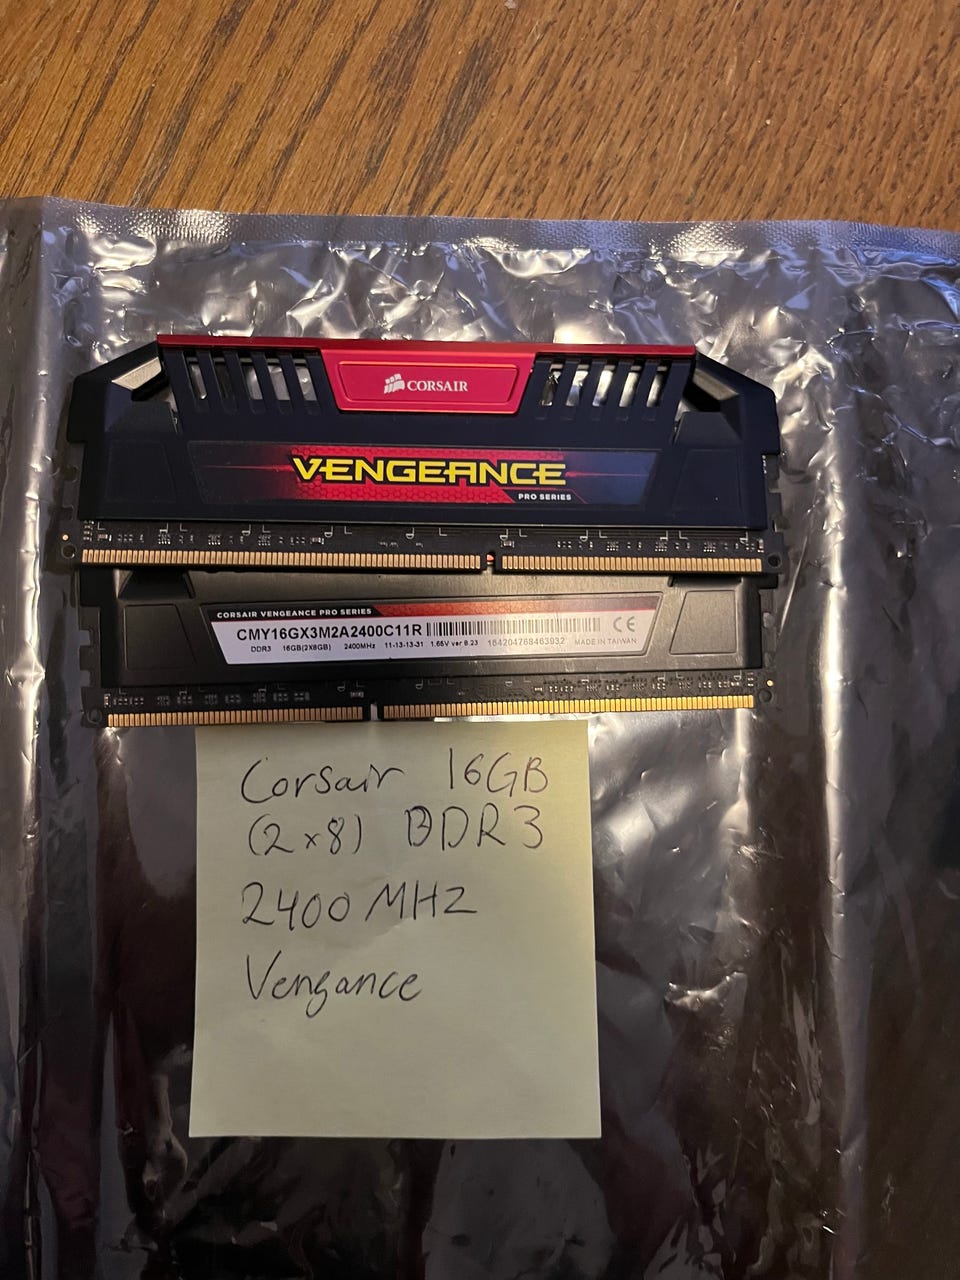 CORSAIR
VENGEANCE
PRO SERIES
CORSAIR VENGEANCE PRO SERIES
CMY16GX3M2A2400C11R
DDR3 16GB(2X8GB) 2400MHz 11-13-13-31 1.65V ver 8.23 164204768463932 MADE IN TAIWAN
CE
Corsair 16GB
(2x8) DDR3
2400 MHz
Vengance